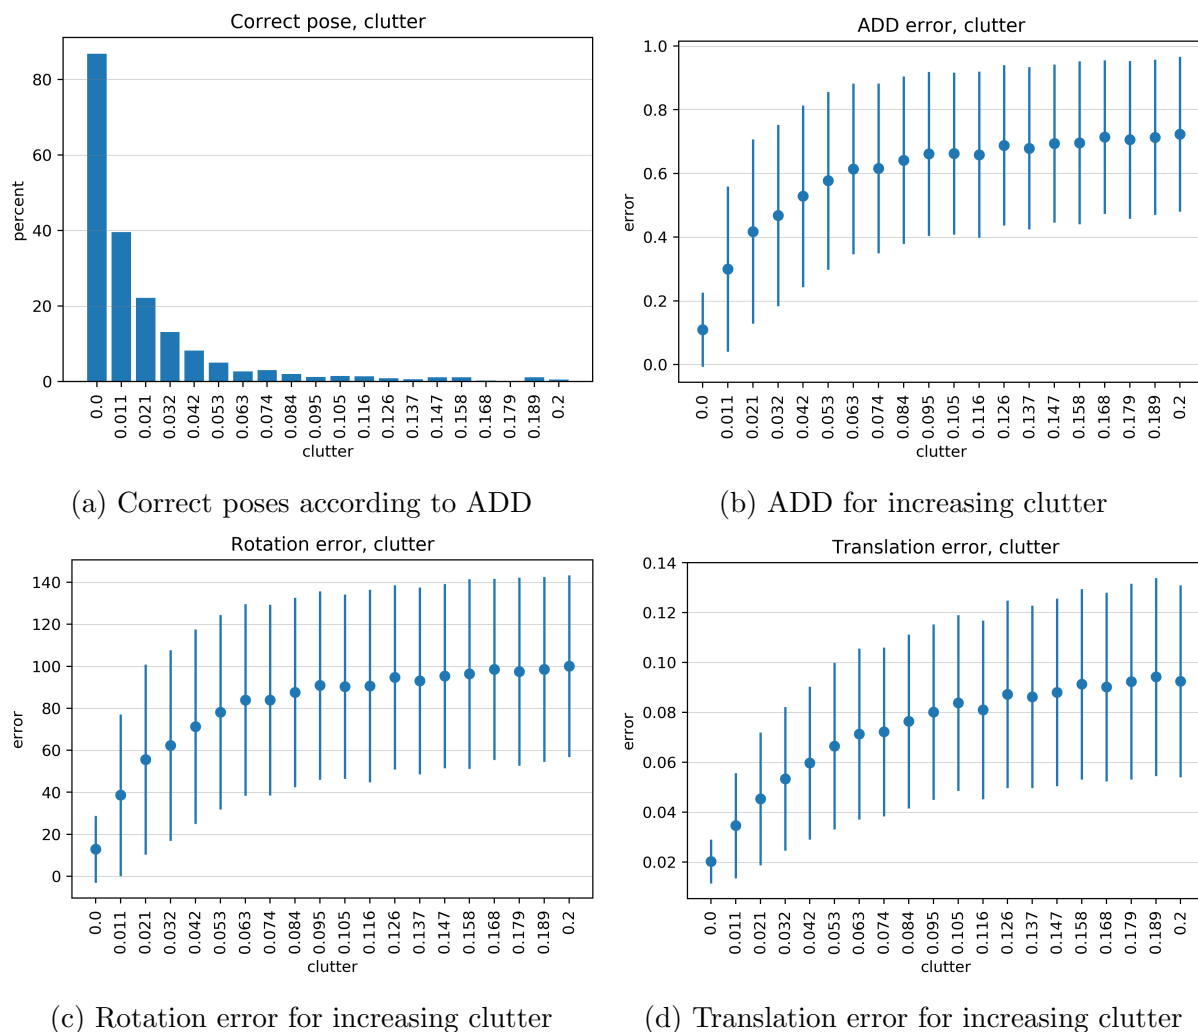 Correct pose, clutter
percent
80
60
40
20
0
0.0 0.011 0.021 0.032 0.042 0.053 0.063 0.074 0.084 0.095 0.105 0.116 0.126 0.137 0.147 0.158 0.168 0.179 0.189 0.2
clutter
(a) Correct poses according to ADD
ADD error, clutter
error
1.0
0.8
0.6
0.4
0.2
0.0
0.0 0.011 0.021 0.032 0.042 0.053 0.063 0.074 0.084 0.095 0.105 0.116 0.126 0.137 0.147 0.158 0.168 0.179 0.189 0.2
clutter
(b) ADD for increasing clutter
Rotation error, clutter
error
140
120
100
80
60
40
20
0
0.0 0.011 0.021 0.032 0.042 0.053 0.063 0.074 0.084 0.095 0.105 0.116 0.126 0.137 0.147 0.158 0.168 0.179 0.189 0.2
clutter
(c) Rotation error for increasing clutter
Translation error, clutter
error
0.14
0.12
0.10
0.08
0.06
0.04
0.02
0.0 0.011 0.021 0.032 0.042 0.053 0.063 0.074 0.084 0.095 0.105 0.116 0.126 0.137 0.147 0.158 0.168 0.179 0.189 0.2
clutter
(d) Translation error for increasing clutter